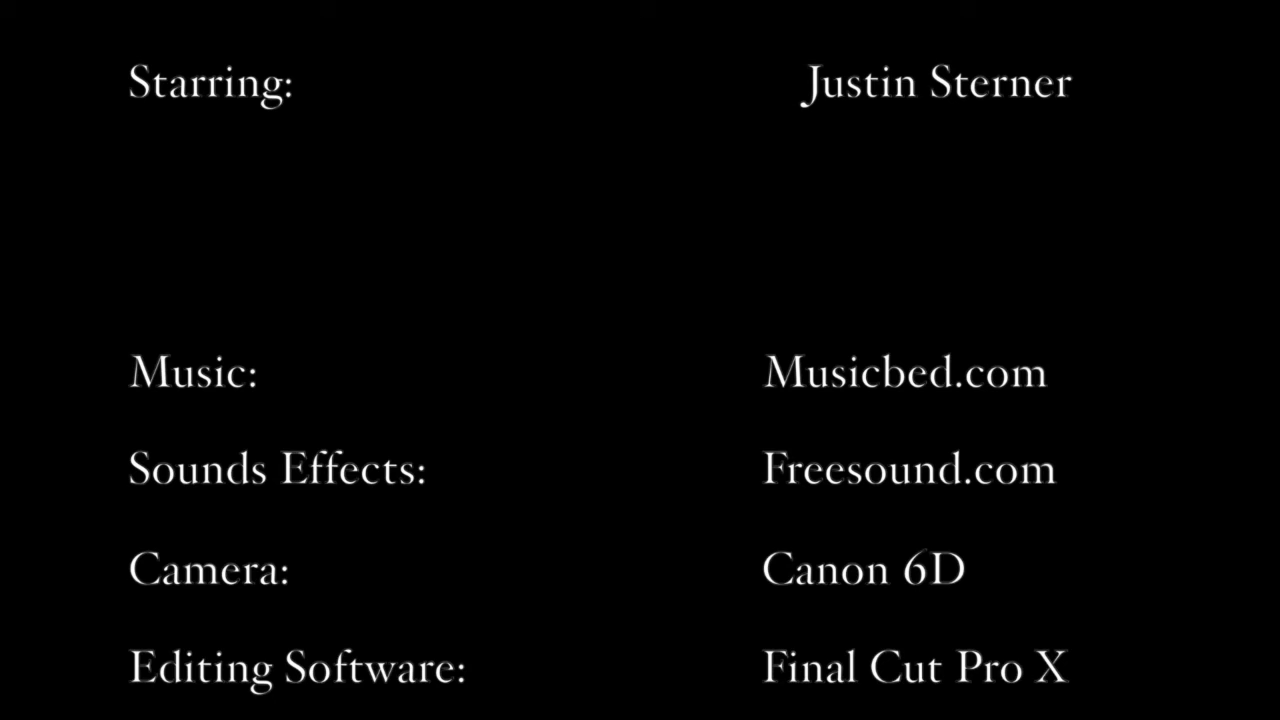 Starring: Justin Sterner
Music: Musicbed.com
Sounds Effects: Freesound.com
Camera: Canon 6D
Editing Software: Final Cut Pro X